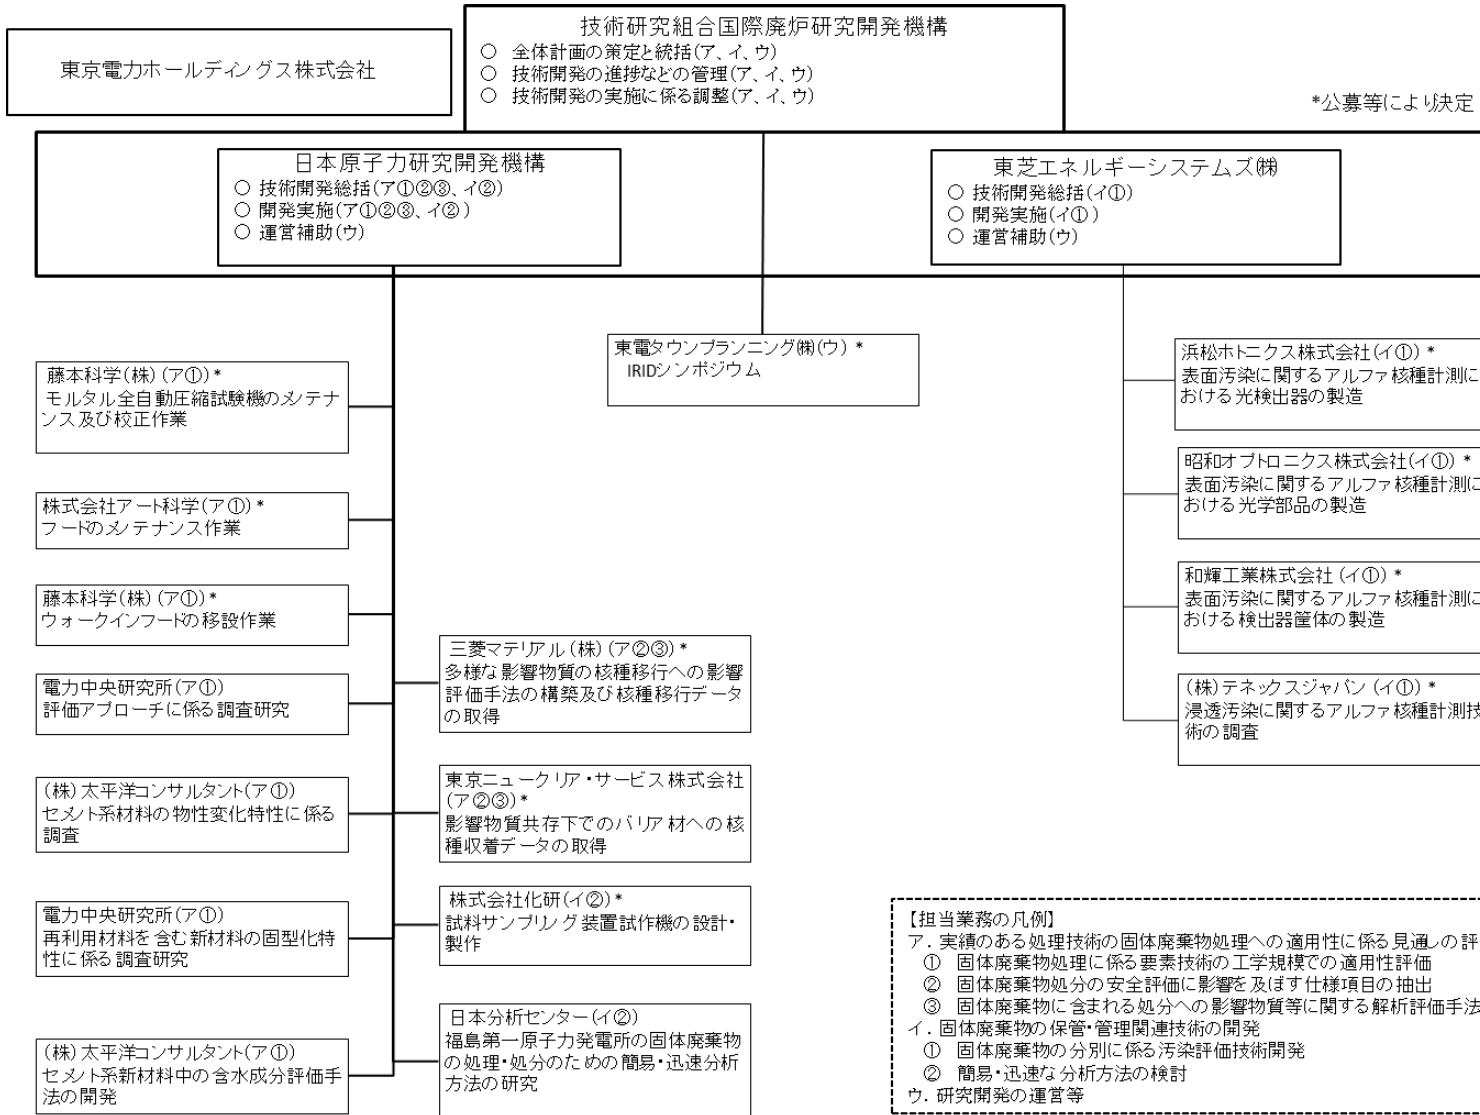 東京電力ホールディングス株式会社
技術研究組合国際廃炉研究開発機構
○ 全体計画の策定と統括(ア、イ、ウ)
○ 技術開発の進捗などの管理(ア、イ、ウ)
○ 技術開発の実施に係る調整(ア、イ、ウ)
*公募等により決定
日本原子力研究開発機構
○ 技術開発総括(ア①②③、イ②)
○ 開発実施(ア①②③、イ②)
○ 運営補助(ウ)
東芝エネルギーシステムズ㈱
○ 技術開発総括(イ①)
○ 開発実施(イ①)
○ 運営補助(ウ)
東電タウンプランニング㈱(ウ) *
IRIDシンポジウム
藤本科学(株) (ア①) *
モルタル全自動圧縮試験機のメンテナ
ンス及び校正作業
株式会社アート科学(ア①) *
フードのメンテナンス作業
藤本科学(株) (ア①) *
ウォークインフードの移設作業
電力中央研究所(ア①)
評価アプローチに係る調査研究
(株)太平洋コンサルタント(ア①)
セメント系材料の物性変化特性に係る
調査
電力中央研究所(ア①)
再利用材料を含む新材料の固型化特
性に係る調査研究
(株)太平洋コンサルタント(ア①)
セメント系新材料中の含水成分評価手
法の開発
三菱マテリアル(株) (ア②③) *
多様な影響物質の核種移行への影響
評価手法の構築及び核種移行データ
の取得
東京ニュークリア・サービス株式会社
(ア②③) *
影響物質共存下でのバリア材への核
種収着データの取得
株式会社化研(イ②) *
試料サンプリング装置試作機の設計・
製作
日本分析センター(イ②)
福島第一原子力発電所の固体廃棄物
の処理・処分のための簡易・迅速分析
方法の研究
浜松ホトニクス株式会社(イ①) *
表面汚染に関するアルファ核種計測に
おける光検出器の製造
昭和オプトロニクス株式会社(イ①) *
表面汚染に関するアルファ核種計測に
おける光学部品の製造
和輝工業株式会社 (イ①) *
表面汚染に関するアルファ核種計測に
おける検出器筐体の製造
(株)テネックスジャパン (イ①) *
浸透汚染に関するアルファ核種計測技
術の調査
【担当業務の凡例】
ア. 実績のある処理技術の固体廃棄物処理への適用性に係る見通しの評
① 固体廃棄物処理に係る要素技術の工学規模での適用性評価
② 固体廃棄物処分の安全評価に影響を及ぼす仕様項目の抽出
③ 固体廃棄物に含まれる処分への影響物質等に関する解析評価手法
イ. 固体廃棄物の保管・管理関連技術の開発
① 固体廃棄物の分別に係る汚染評価技術開発
② 簡易・迅速な分析方法の検討
ウ. 研究開発の運営等